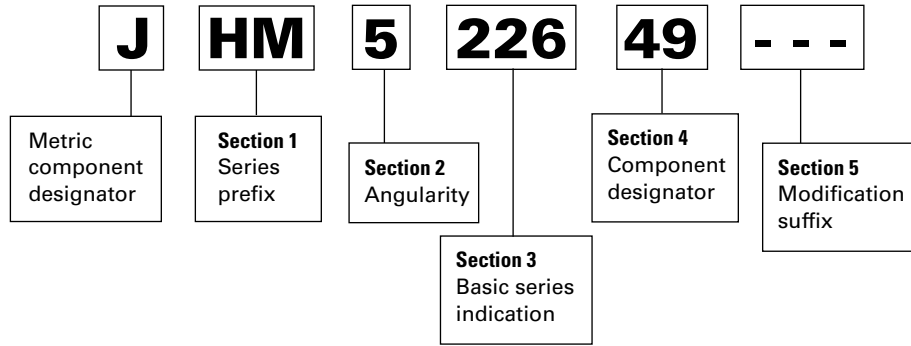 J HM 5 226 49 - - -
Metric
component
designator
Section 1
Series
prefix
Section 2
Angularity
Section 3
Basic series
indication
Section 4
Component
designator
Section 5
Modification
suffix